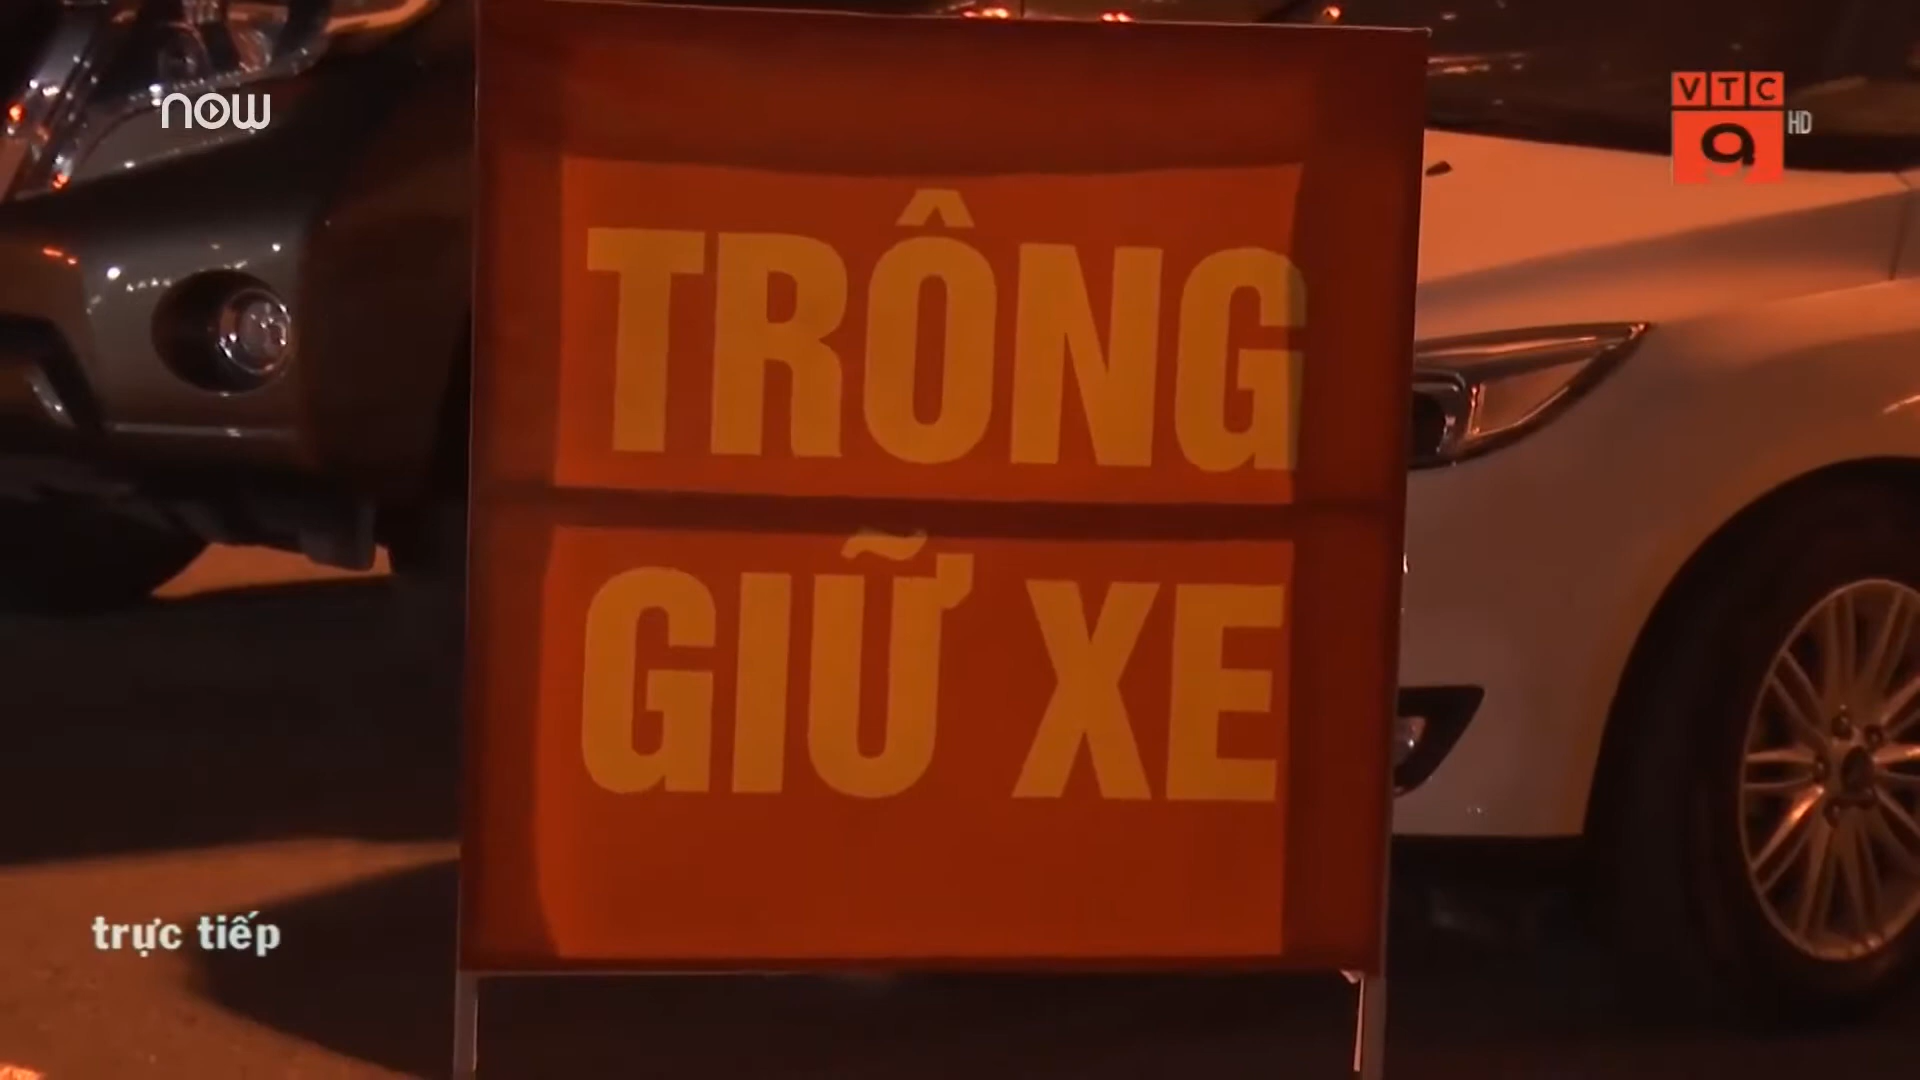 now
VTC
9
HD
TRÔNG
GIỮ XE
trực tiếp